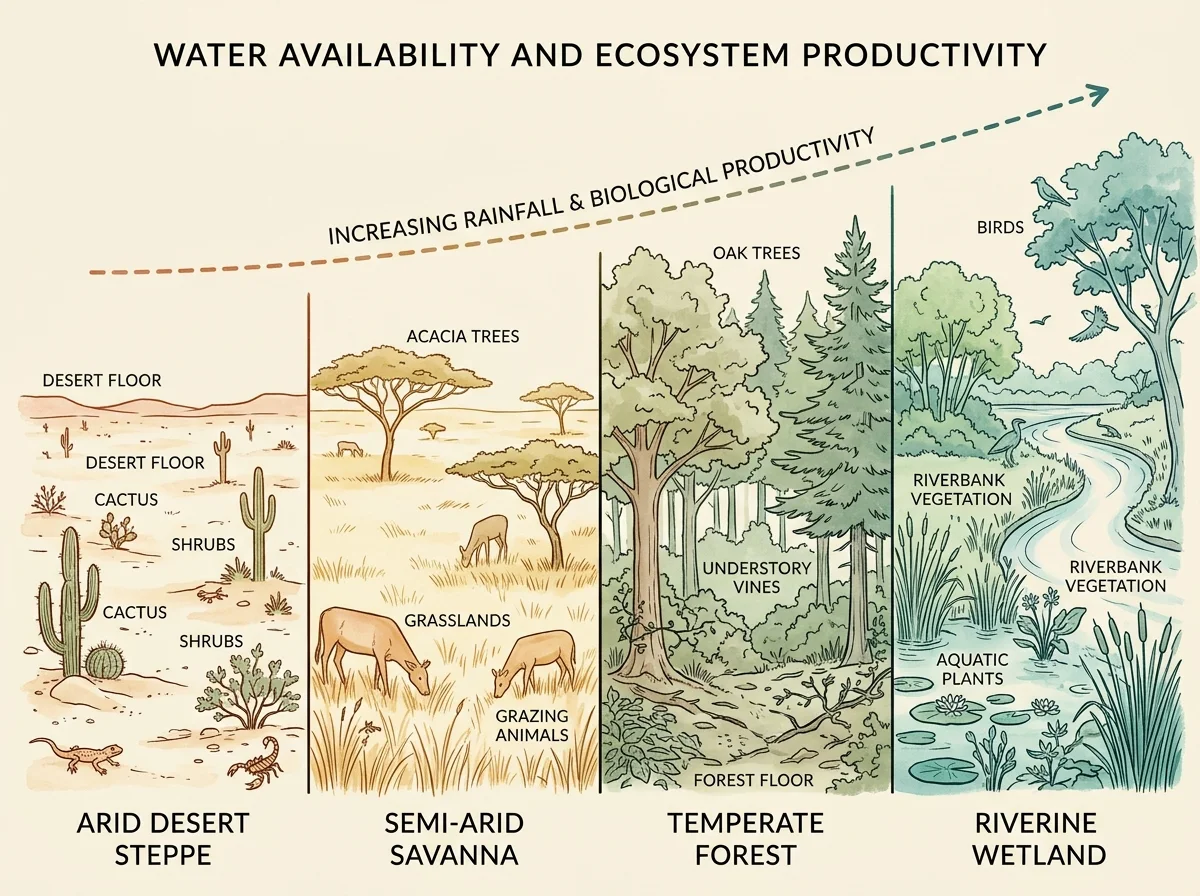 WATER AVAILABILITY AND ECOSYSTEM PRODUCTIVITY
INCREASING RAINFALL & BIOLOGICAL PRODUCTIVITY
DESERT FLOOR
DESERT FLOOR
CACTUS
SHRUBS
CACTUS
SHRUBS
ARID DESERT
STEPPE
ACACIA TREES
GRASSLANDS
GRAZING
ANIMALS
SEMI-ARID
SAVANNA
OAK TREES
UNDERSTORY
VINES
FOREST FLOOR
TEMPERATE
FOREST
BIRDS
RIVERBANK
VEGETATION
RIVERBANK
VEGETATION
AQUATIC
PLANTS
RIVERINE
WETLAND